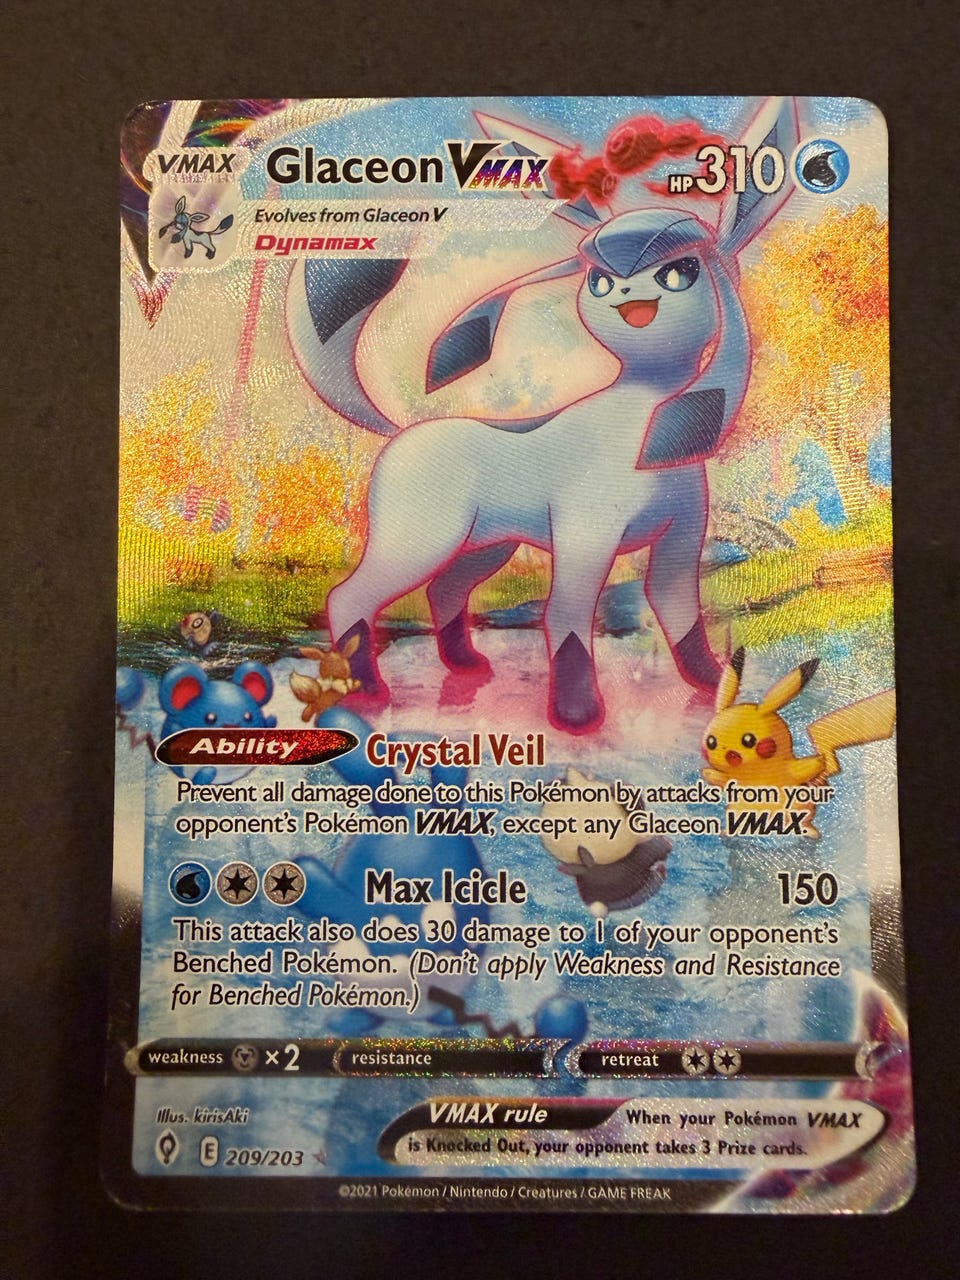 VMAX
Glaceon VMAX
HP 310
Evolves from Glaceon V
Dynamax
Ability Crystal Veil
Prevent all damage done to this Pokémon by attacks from your
opponent's Pokémon VMAX, except any Glaceon VMAX.
Max Icicle 150
This attack also does 30 damage to 1 of your opponent's
Benched Pokémon. (Don't apply Weakness and Resistance
for Benched Pokémon.)
weakness ×2 resistance retreat
Illus. kirisAki
VMAX rule When your Pokémon VMAX
is Knocked Out, your opponent takes 3 Prize cards.
E 209/203
©2021 Pokémon / Nintendo / Creatures / GAME FREAK